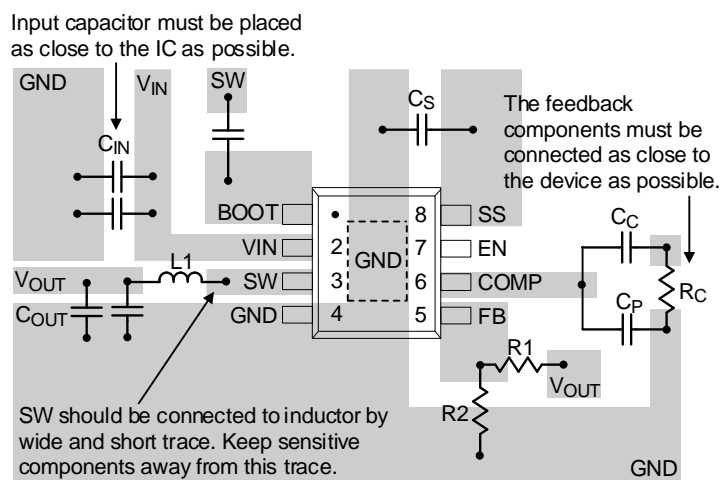 Input capacitor must be placed
as close to the IC as possible.
GND
VIN
SW
CS
The feedback
components must be
connected as close to
the device as possible.
CIN
BOOT
8
SS
VIN
2
7
EN
GND
CC
VOUT
L1
SW
3
6
COMP
RC
COUT
GND
4
5
FB
CP
R1
VOUT
R2
SW should be connected to inductor by
wide and short trace. Keep sensitive
components away from this trace.
GND